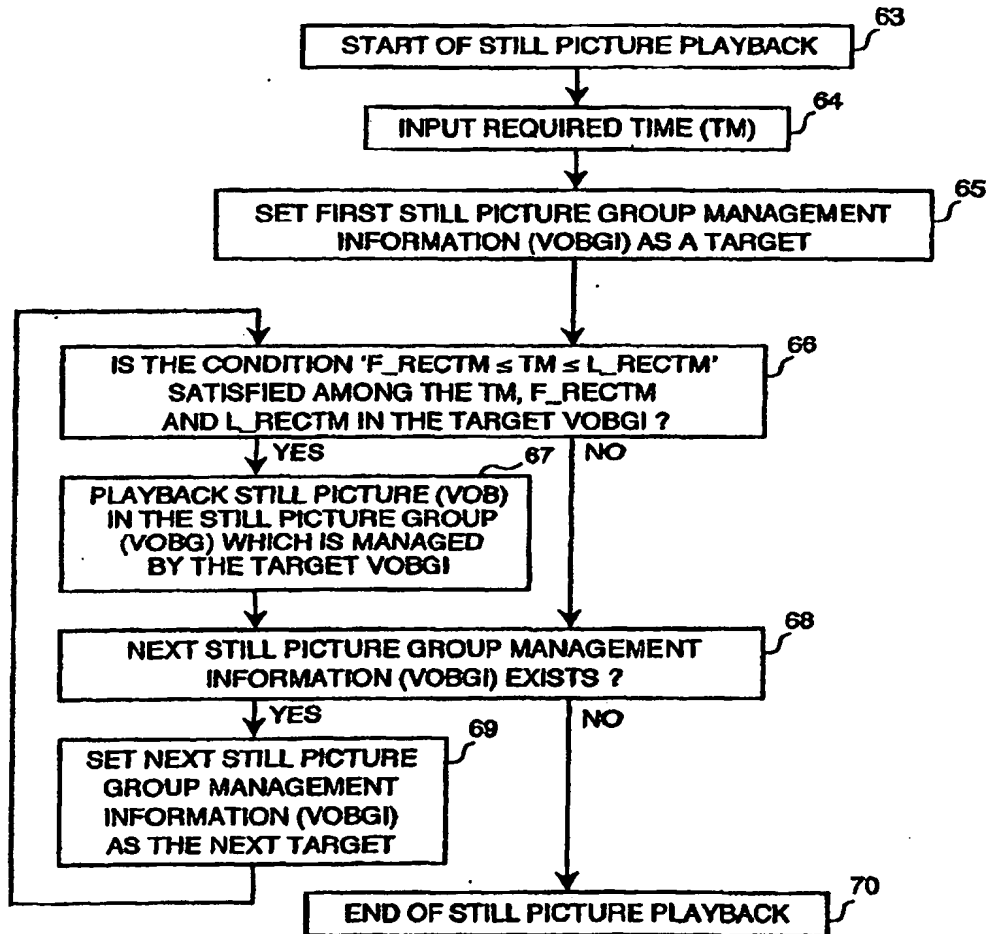 63
START OF STILL PICTURE PLAYBACK
64
INPUT REQUIRED TIME (TM)
65
SET FIRST STILL PICTURE GROUP MANAGEMENT
INFORMATION (VOBGI) AS A TARGET
66
IS THE CONDITION 'F_RECTM ≤ TM ≤ L_RECTM'
SATISFIED AMONG THE TM, F_RECTM
AND L_RECTM IN THE TARGET VOBGI ?
YES
67
NO
PLAYBACK STILL PICTURE (VOB)
IN THE STILL PICTURE GROUP
(VOBG) WHICH IS MANAGED
BY THE TARGET VOBGI
68
NEXT STILL PICTURE GROUP MANAGEMENT
INFORMATION (VOBGI) EXISTS ?
YES
NO
69
SET NEXT STILL PICTURE
GROUP MANAGEMENT
INFORMATION (VOBGI)
AS THE NEXT TARGET
70
END OF STILL PICTURE PLAYBACK